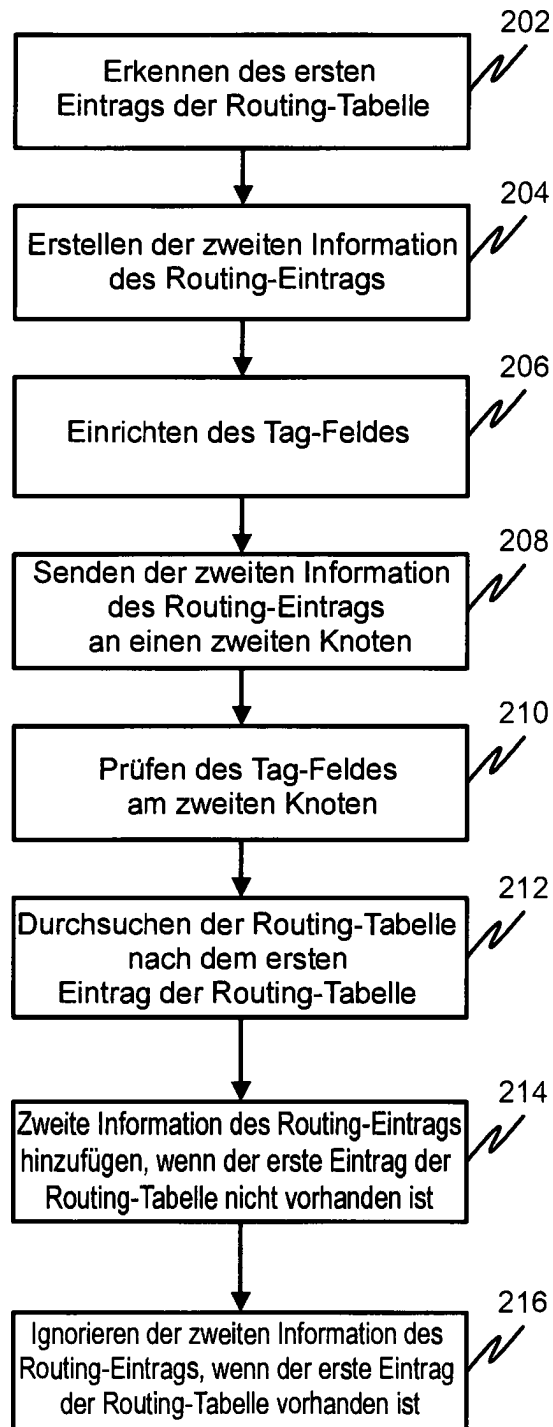 202
Erkennen des ersten
Eintrags der Routing-Tabelle
204
Erstellen der zweiten Information
des Routing-Eintrags
206
Einrichten des Tag-Feldes
208
Senden der zweiten Information
des Routing-Eintrags
an einen zweiten Knoten
210
Prüfen des Tag-Feldes
am zweiten Knoten
212
Durchsuchen der Routing-Tabelle
nach dem ersten
Eintrag der Routing-Tabelle
214
Zweite Information des Routing-Eintrags
hinzufügen, wenn der erste Eintrag der
Routing-Tabelle nicht vorhanden ist
216
Ignorieren der zweiten Information des
Routing-Eintrags, wenn der erste Eintrag
der Routing-Tabelle vorhanden ist